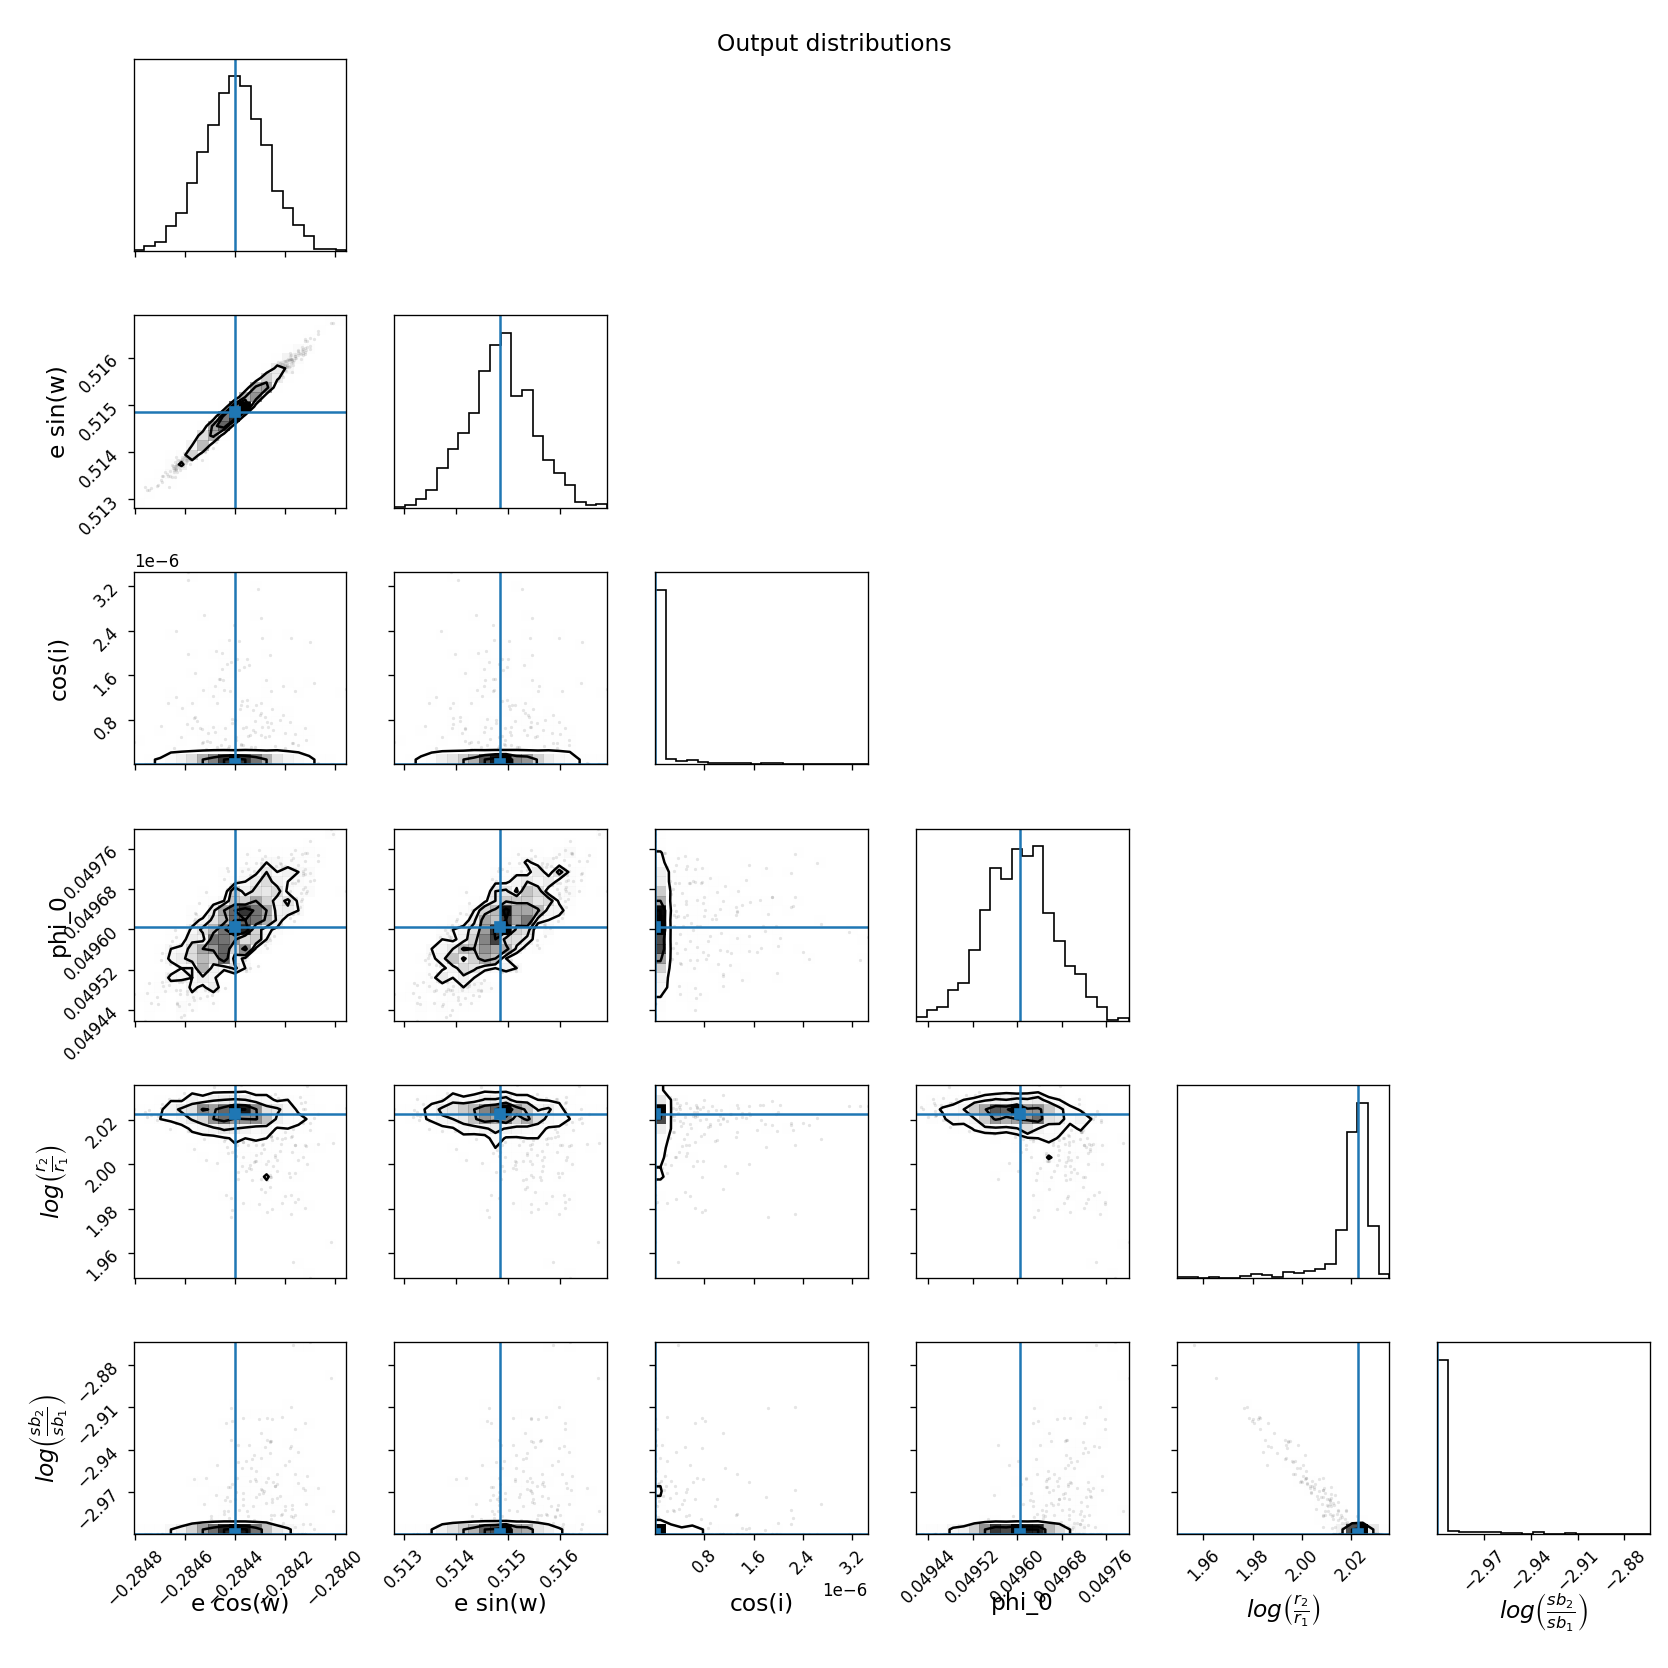 Output distributions
e sin(w)
0.516
0.515
0.514
0.513
1e−6
cos(i)
3.2
2.4
1.6
0.8
phi_0
0.04976
0.04968
0.04960
0.04952
0.04944
log(r2/r1)
2.02
2.00
1.98
1.96
log(sb2/sb1)
−2.88
−2.91
−2.94
−2.97
−0.2848 −0.2846 −0.2844 −0.2842 −0.2840 0.513 0.514 0.515 0.516 0.8 1.6 2.4 3.2 0.04944 0.04952 0.04960 0.04968 0.04976 1.96 1.98 2.00 2.02 −2.97 −2.94 −2.91 −2.88
1e−6
e cos(w) e sin(w) cos(i) phi_0 log(r2/r1) log(sb2/sb1)